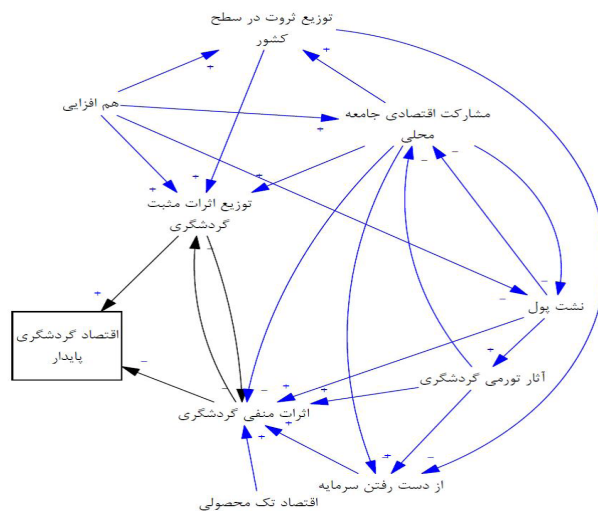 توزیع ثروت در سطح
کشور
هم افزایی
مشارکت اقتصادی جامعه
محلی
توزیع اثرات مثبت
گردشگری
نشت پول
اقتصاد گردشگری
پایدار
آثار تورمی گردشگری
اثرات منفی گردشگری
از دست رفتن سرمایه
اقتصاد تک محصولی